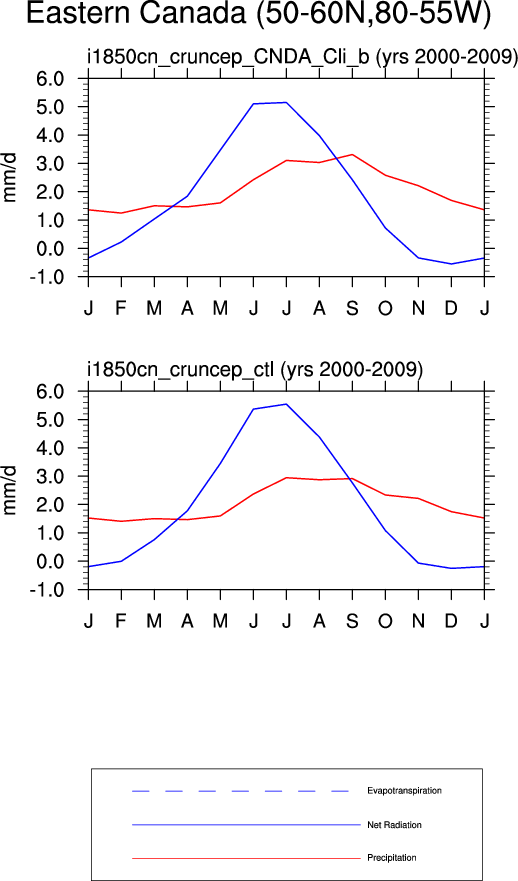 Eastern Canada (50-60N,80-55W)
i1850cn_cruncep_CNDA_Cli_b (yrs 2000-2009)
6.0
5.0
4.0
3.0
2.0
1.0
0.0
-1.0
mm/d
J F M A M J J A S O N D J
i1850cn_cruncep_ctl (yrs 2000-2009)
6.0
5.0
4.0
3.0
2.0
1.0
0.0
-1.0
mm/d
J F M A M J J A S O N D J
Evapotranspiration
Net Radiation
Precipitation